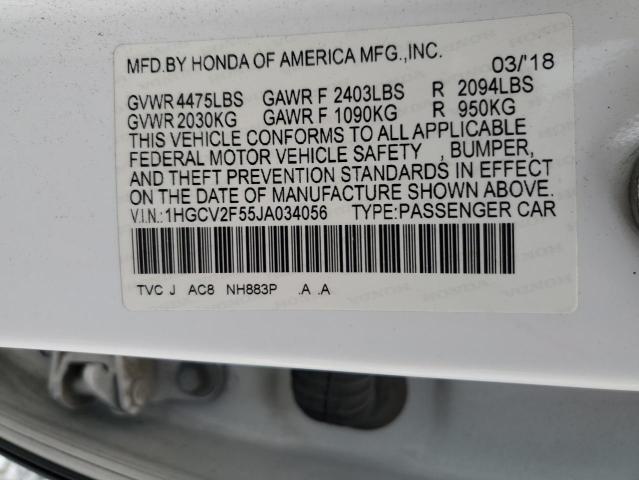 MFD.BY HONDA OF AMERICA MFG.,INC. 03/'18
GVWR 4475LBS GAWR F 2403LBS R 2094LBS
GVWR 2030KG GAWR F 1090KG R 950KG
THIS VEHICLE CONFORMS TO ALL APPLICABLE
FEDERAL MOTOR VEHICLE SAFETY , BUMPER,
AND THEFT PREVENTION STANDARDS IN EFFECT
ON THE DATE OF MANUFACTURE SHOWN ABOVE.
V.I.N.:1HGCV2F55JA034056 TYPE:PASSENGER CAR
TVC J AC8 NH883P .A .A